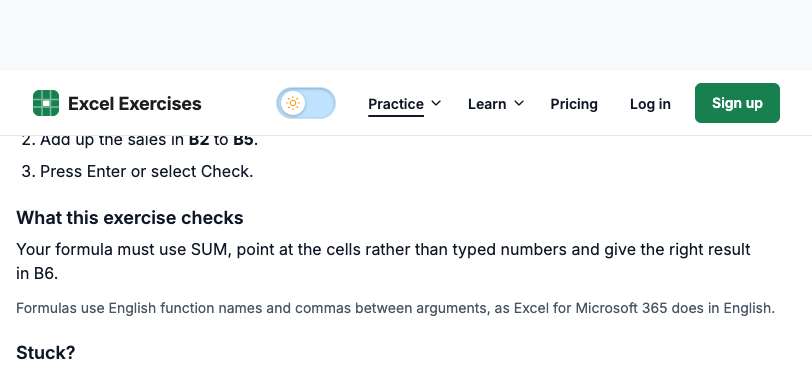 Excel Exercises
Practice
Learn
Pricing
Log in
Sign up
2. Add up the sales in B2 to B5.
3. Press Enter or select Check.
What this exercise checks
Your formula must use SUM, point at the cells rather than typed numbers and give the right result
in B6.
Formulas use English function names and commas between arguments, as Excel for Microsoft 365 does in English.
Stuck?